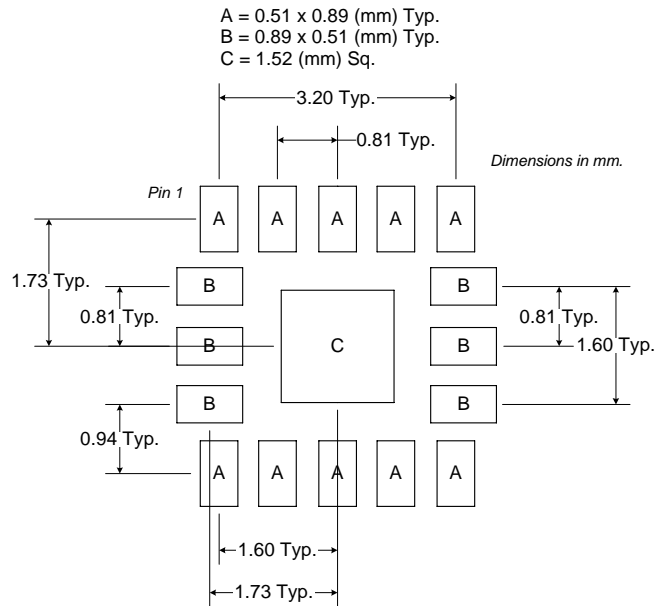 A = 0.51 x 0.89 (mm) Typ.
B = 0.89 x 0.51 (mm) Typ.
C = 1.52 (mm) Sq.
3.20 Typ.
0.81 Typ.
Dimensions in mm.
Pin 1
A A A A A
1.73 Typ.
B B
0.81 Typ. 0.81 Typ.
B C B
1.60 Typ.
B B
0.94 Typ.
A A A A A
1.60 Typ.
1.73 Typ.